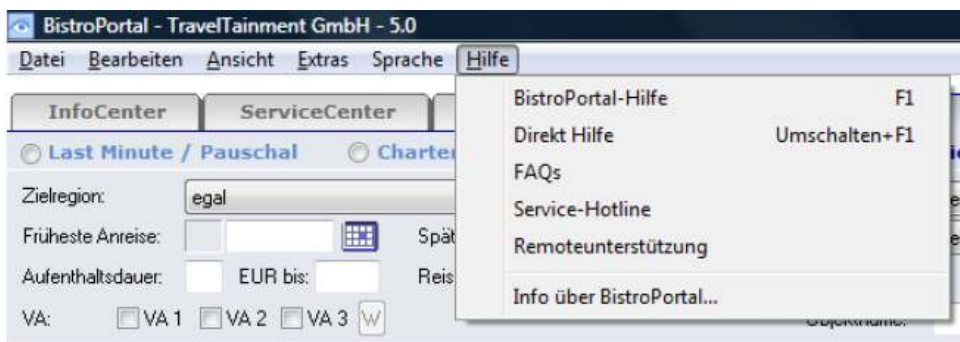 BistroPortal - TravelTainment GmbH - 5.0
Datei Bearbeiten Ansicht Extras Sprache Hilfe
InfoCenter ServiceCenter
BistroPortal-Hilfe F1
Direkt Hilfe Umschalten+F1
FAQs
Service-Hotline
Remoteunterstützung
Info über BistroPortal...
Last Minute / Pauschal Charter
Zielregion: egal
Früheste Anreise: Spät
Aufenthaltsdauer: EUR bis: Reis
VA: VA 1 VA 2 VA 3 W